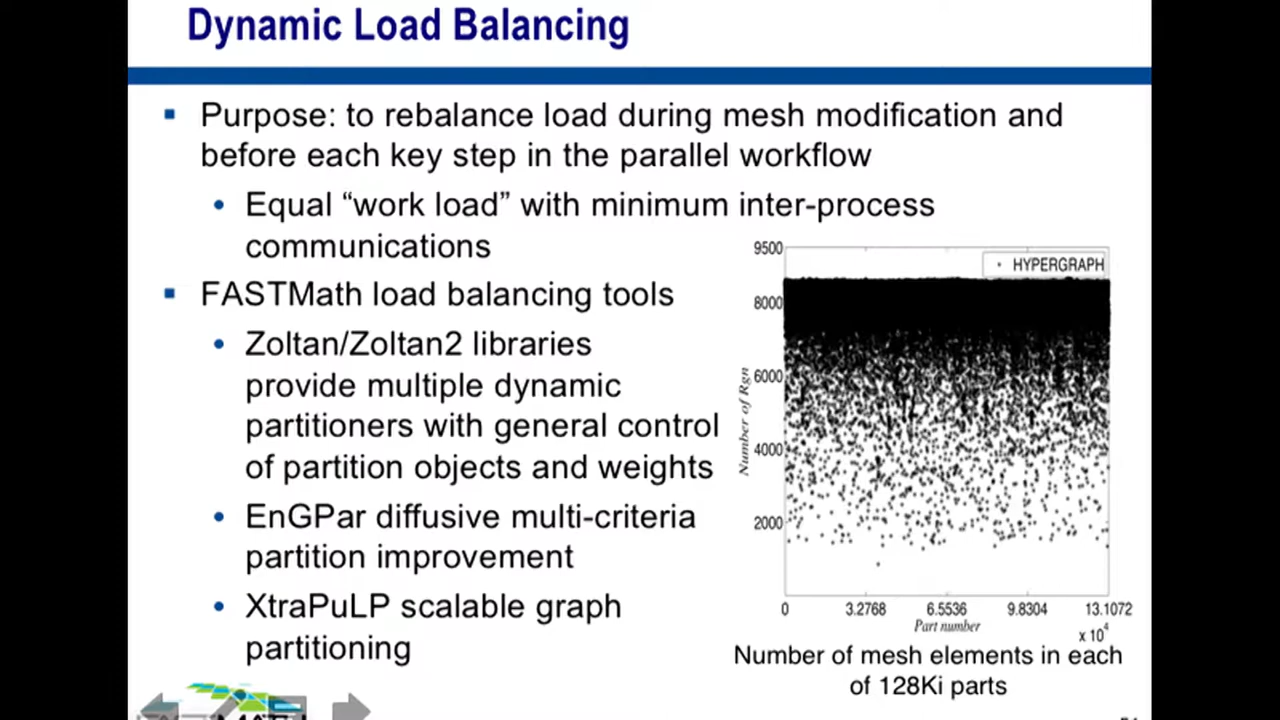 Dynamic Load Balancing
▪ Purpose: to rebalance load during mesh modification and
before each key step in the parallel workflow
• Equal “work load” with minimum inter-process
communications
▪ FASTMath load balancing tools
• Zoltan/Zoltan2 libraries
provide multiple dynamic
partitioners with general control
of partition objects and weights
• EnGPar diffusive multi-criteria
partition improvement
• XtraPuLP scalable graph
partitioning
HYPERGRAPH
9500
8000
6000
4000
2000
Number of Rgn
0 3.2768 6.5536 9.8304 13.1072
Part number
x 10^4
Number of mesh elements in each
of 128Ki parts